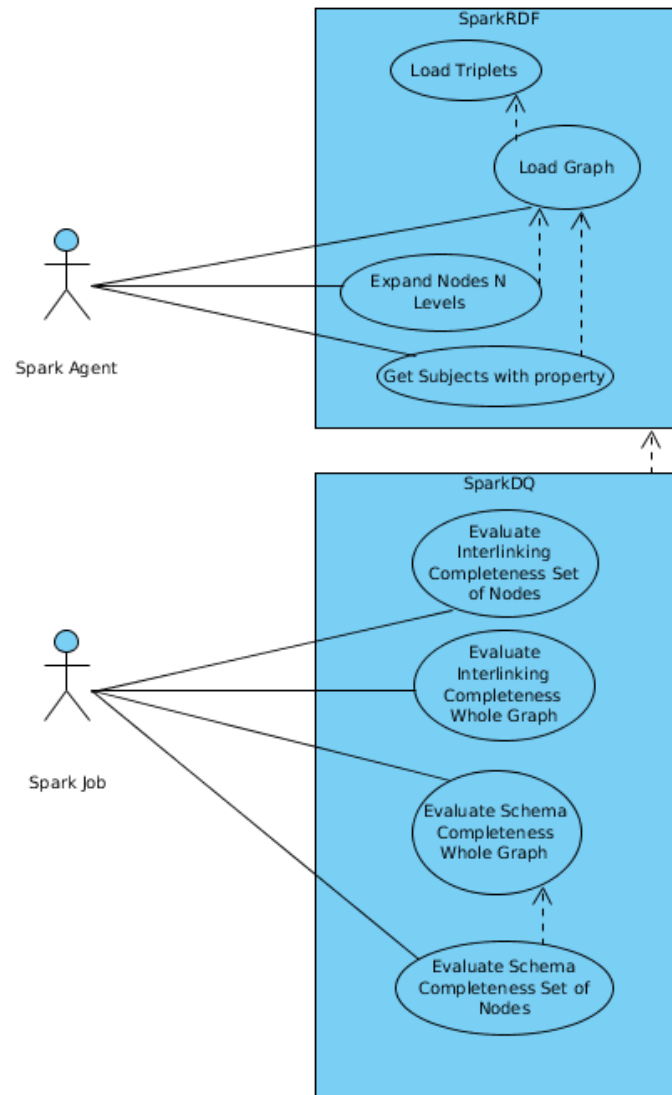 SparkRDF
Load Triplets
Load Graph
Expand Nodes N
Levels
Get Subjects with property
Spark Agent
SparkDQ
Evaluate
Interlinking
Completeness Set
of Nodes
Evaluate
Interlinking
Completeness
Whole Graph
Spark Job
Evaluate Schema
Completeness
Whole Graph
Evaluate Schema
Completeness Set of
Nodes